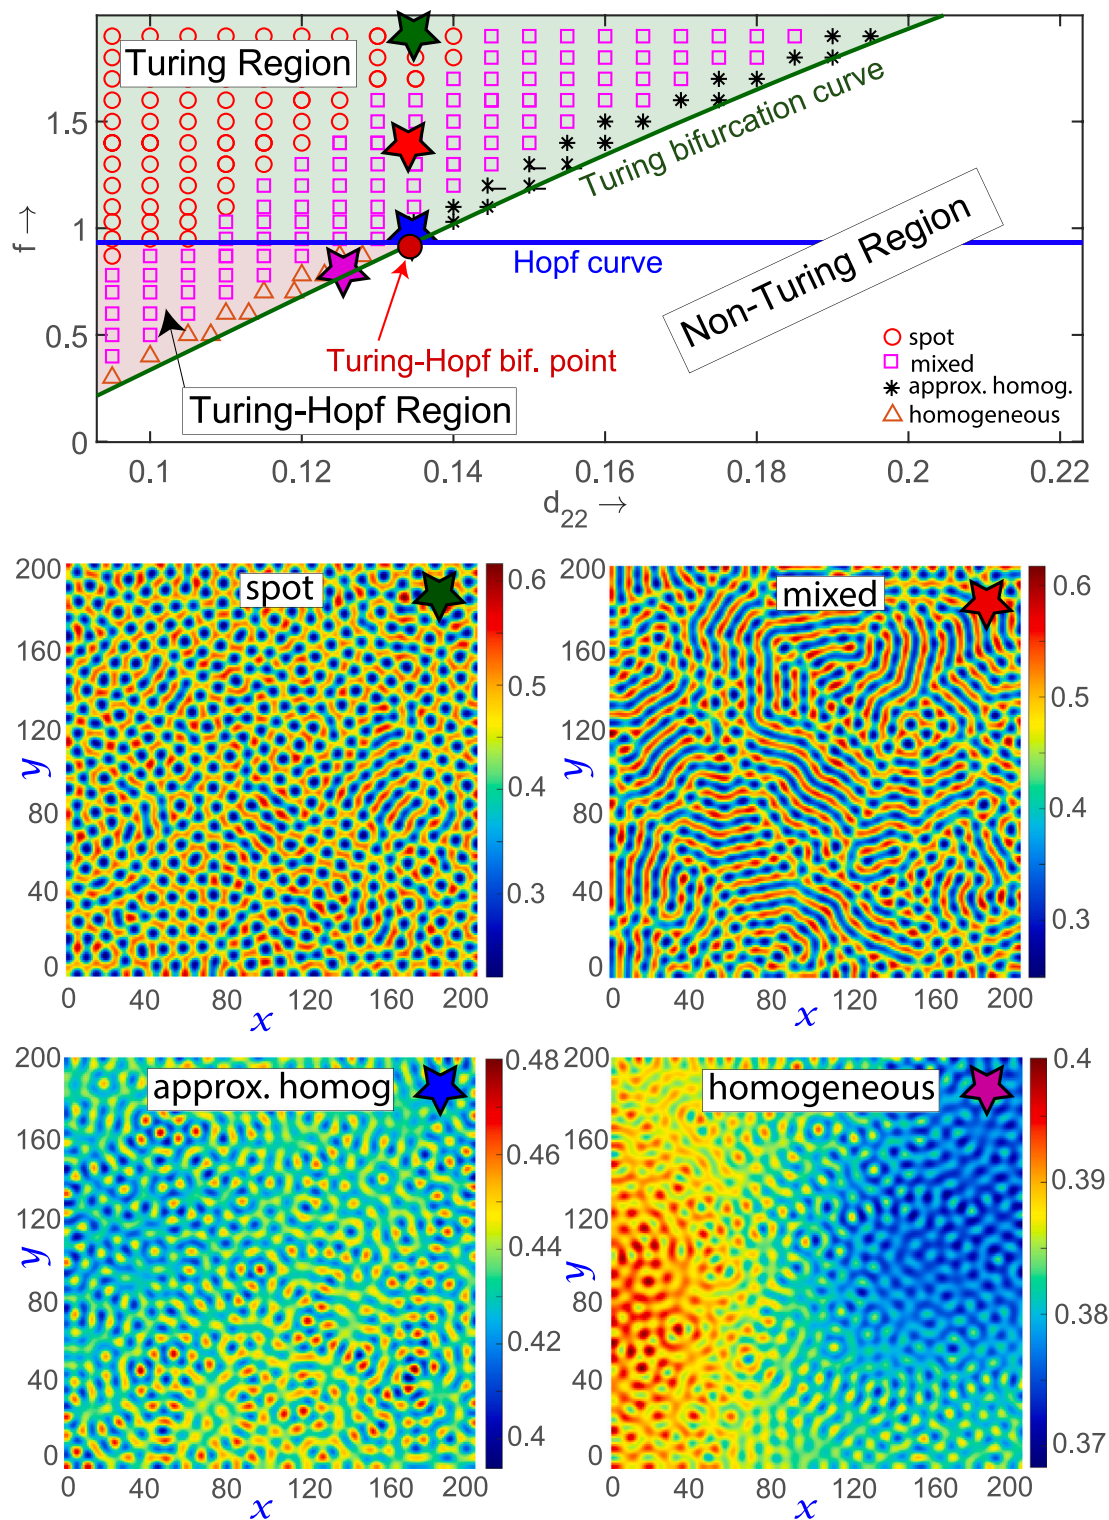 Turing Region
1.5
1
0.5
0
f →
Turing bifurcation curve
Hopf curve
Non-Turing Region
Turing-Hopf bif. point
Turing-Hopf Region
spot
mixed
approx. homog.
homogeneous
0.1 0.12 0.14 0.16 0.18 0.2 0.22
d22 →
spot
200
160
120
80
40
0
y
0 40 80 120 160 200
x
0.6
0.5
0.4
0.3
mixed
200
160
120
80
40
0
y
0 40 80 120 160 200
x
0.6
0.5
0.4
0.3
approx. homog
200
160
120
80
40
0
y
0 40 80 120 160 200
x
0.48
0.46
0.44
0.42
0.4
homogeneous
200
160
120
80
40
0
y
0 40 80 120 160 200
x
0.4
0.39
0.38
0.37